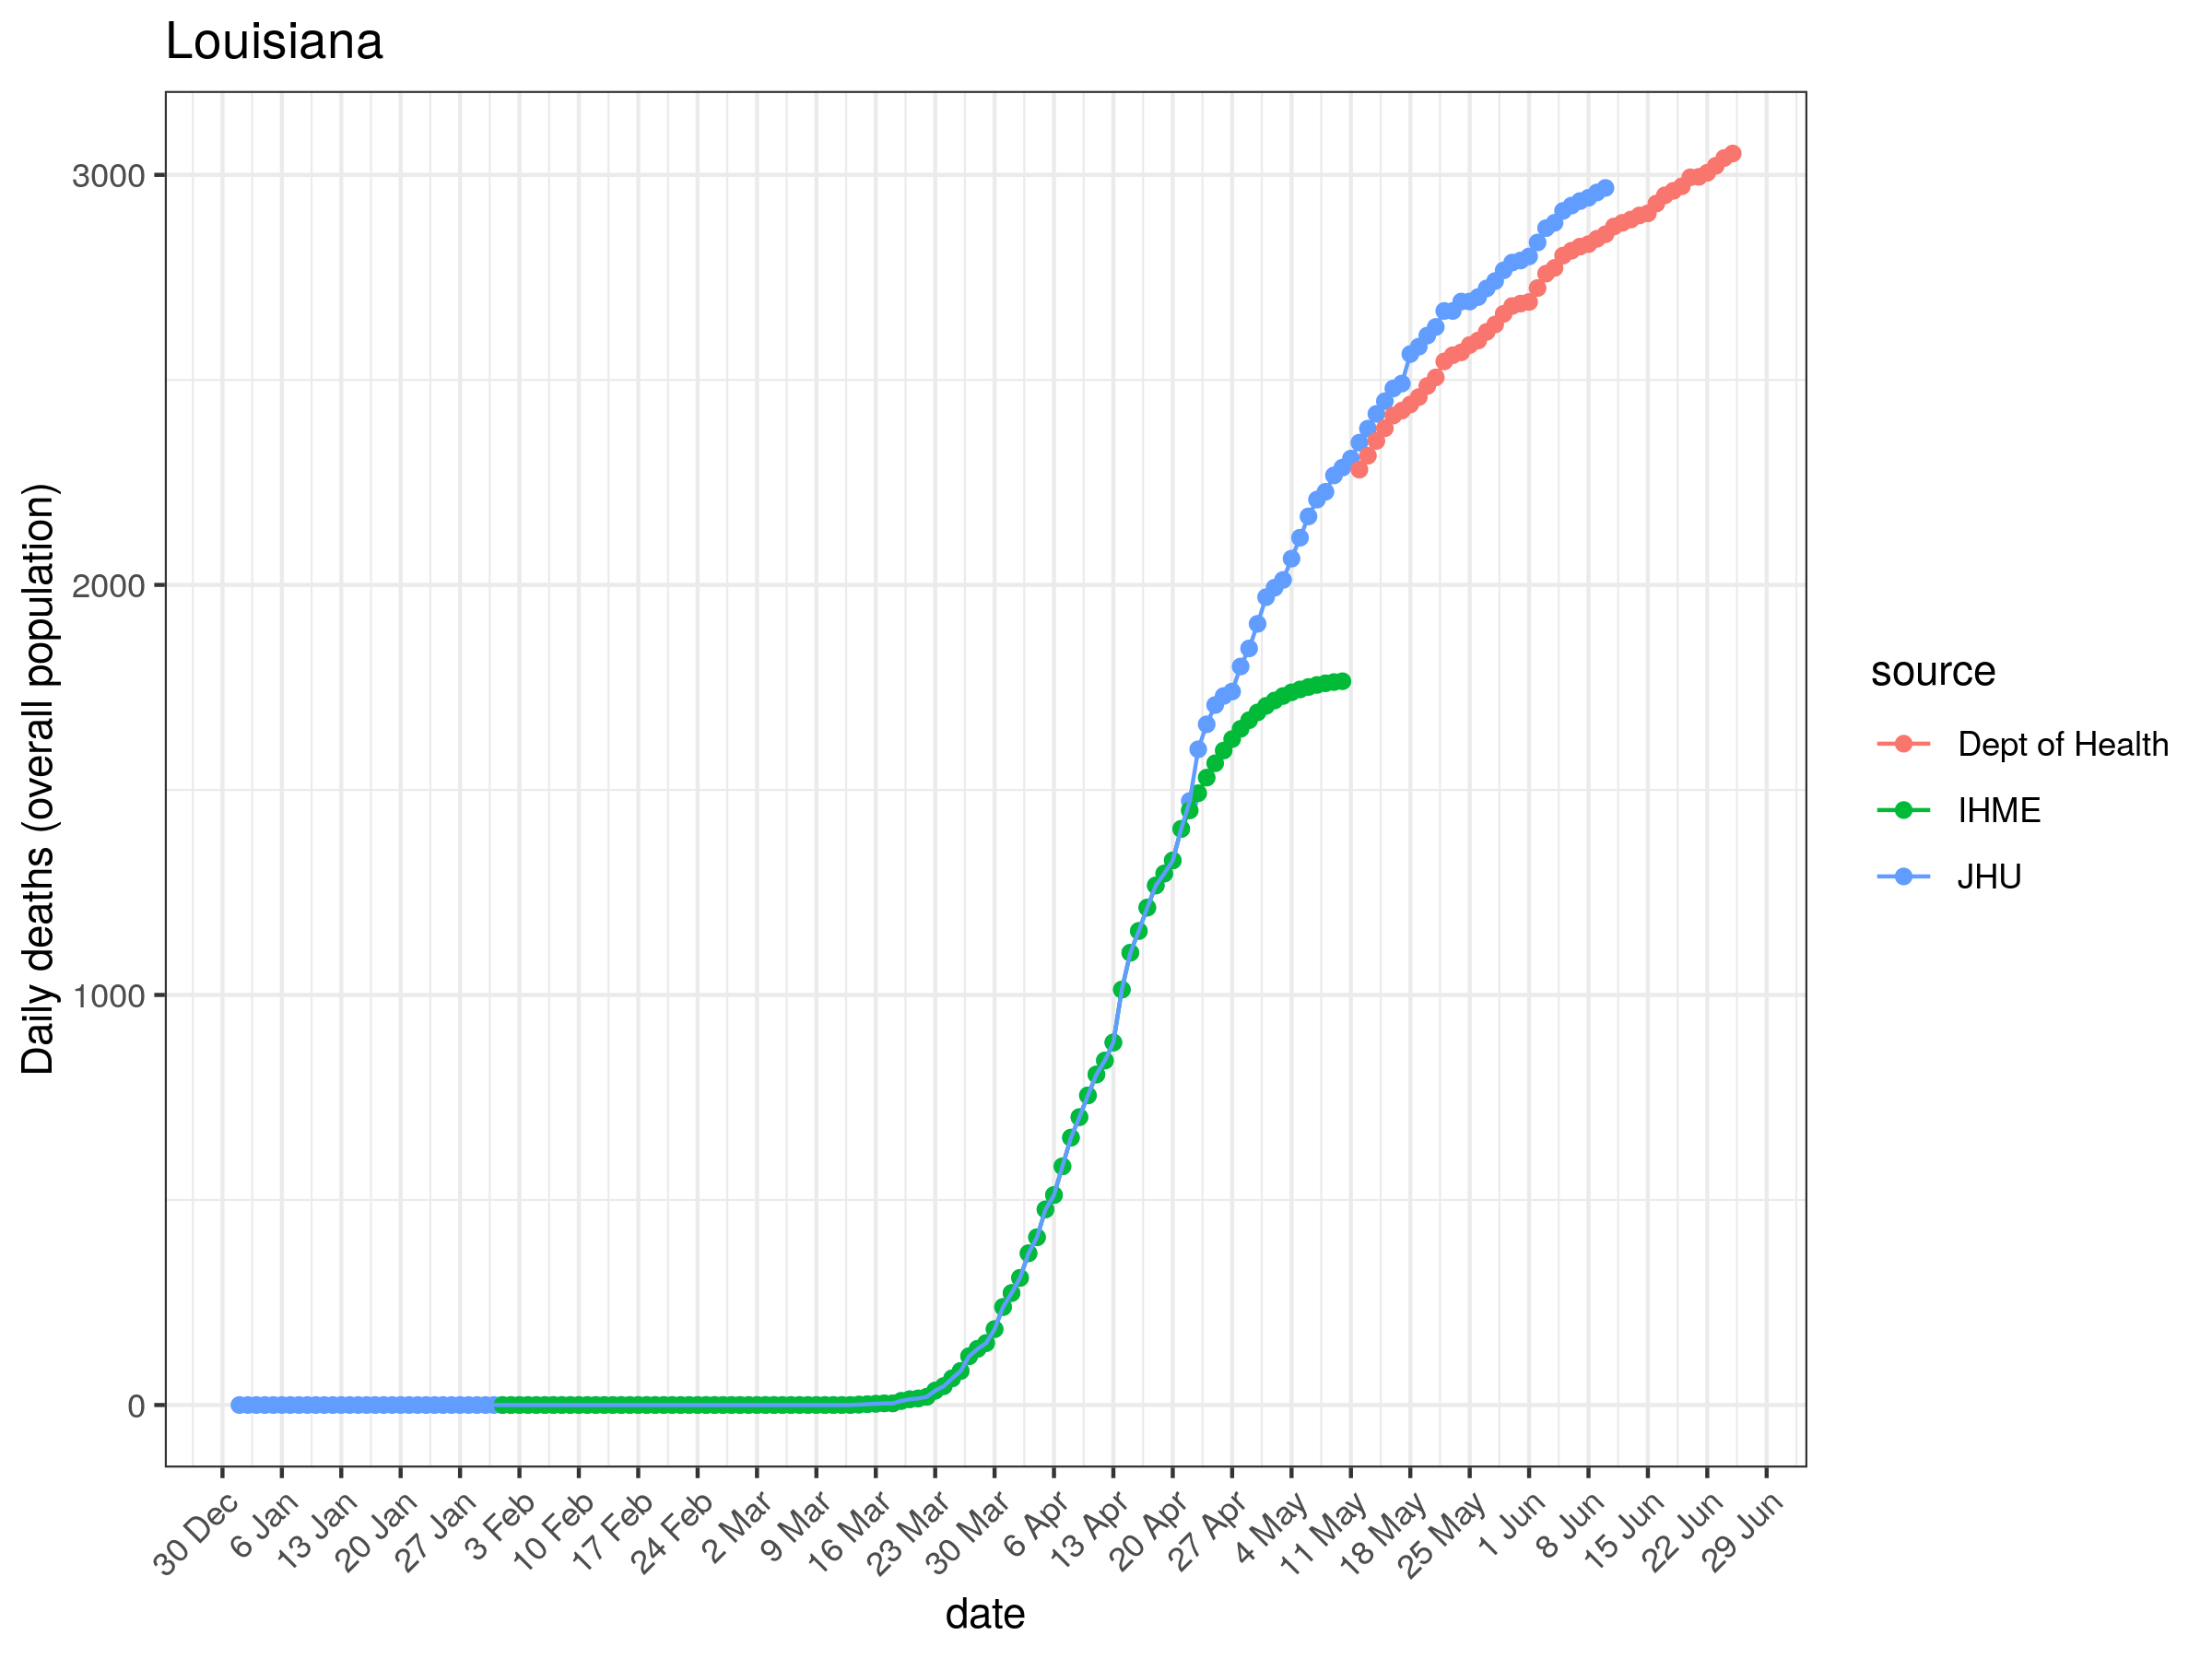 Louisiana
Daily deaths (overall population)
3000
2000
1000
0
30 Dec
6 Jan
13 Jan
20 Jan
27 Jan
3 Feb
10 Feb
17 Feb
24 Feb
2 Mar
9 Mar
16 Mar
23 Mar
30 Mar
6 Apr
13 Apr
20 Apr
27 Apr
4 May
11 May
18 May
25 May
1 Jun
8 Jun
15 Jun
22 Jun
29 Jun
date
source
Dept of Health
IHME
JHU